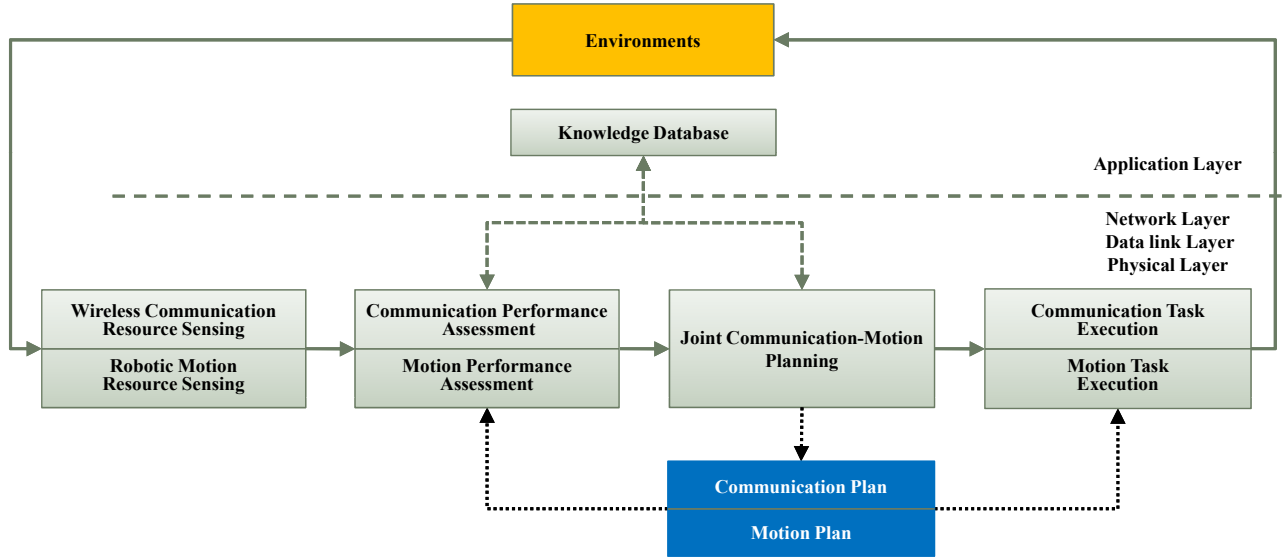 Environments
Knowledge Database
Application Layer
Network Layer
Data link Layer
Physical Layer
Wireless Communication
Resource Sensing
Robotic Motion
Resource Sensing
Communication Performance
Assessment
Motion Performance
Assessment
Joint Communication-Motion
Planning
Communication Task
Execution
Motion Task
Execution
Communication Plan
Motion Plan